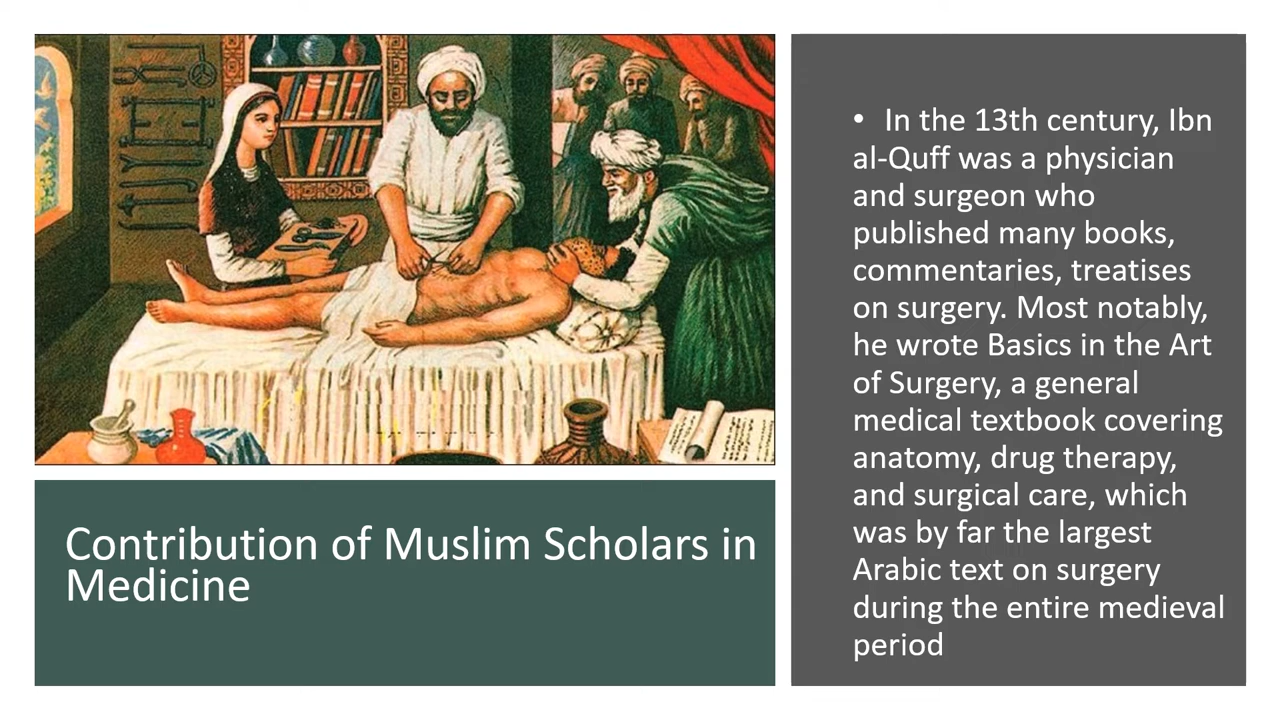 Contribution of Muslim Scholars in
Medicine
• In the 13th century, Ibn
al-Quff was a physician
and surgeon who
published many books,
commentaries, treatises
on surgery. Most notably,
he wrote Basics in the Art
of Surgery, a general
medical textbook covering
anatomy, drug therapy,
and surgical care, which
was by far the largest
Arabic text on surgery
during the entire medieval
period